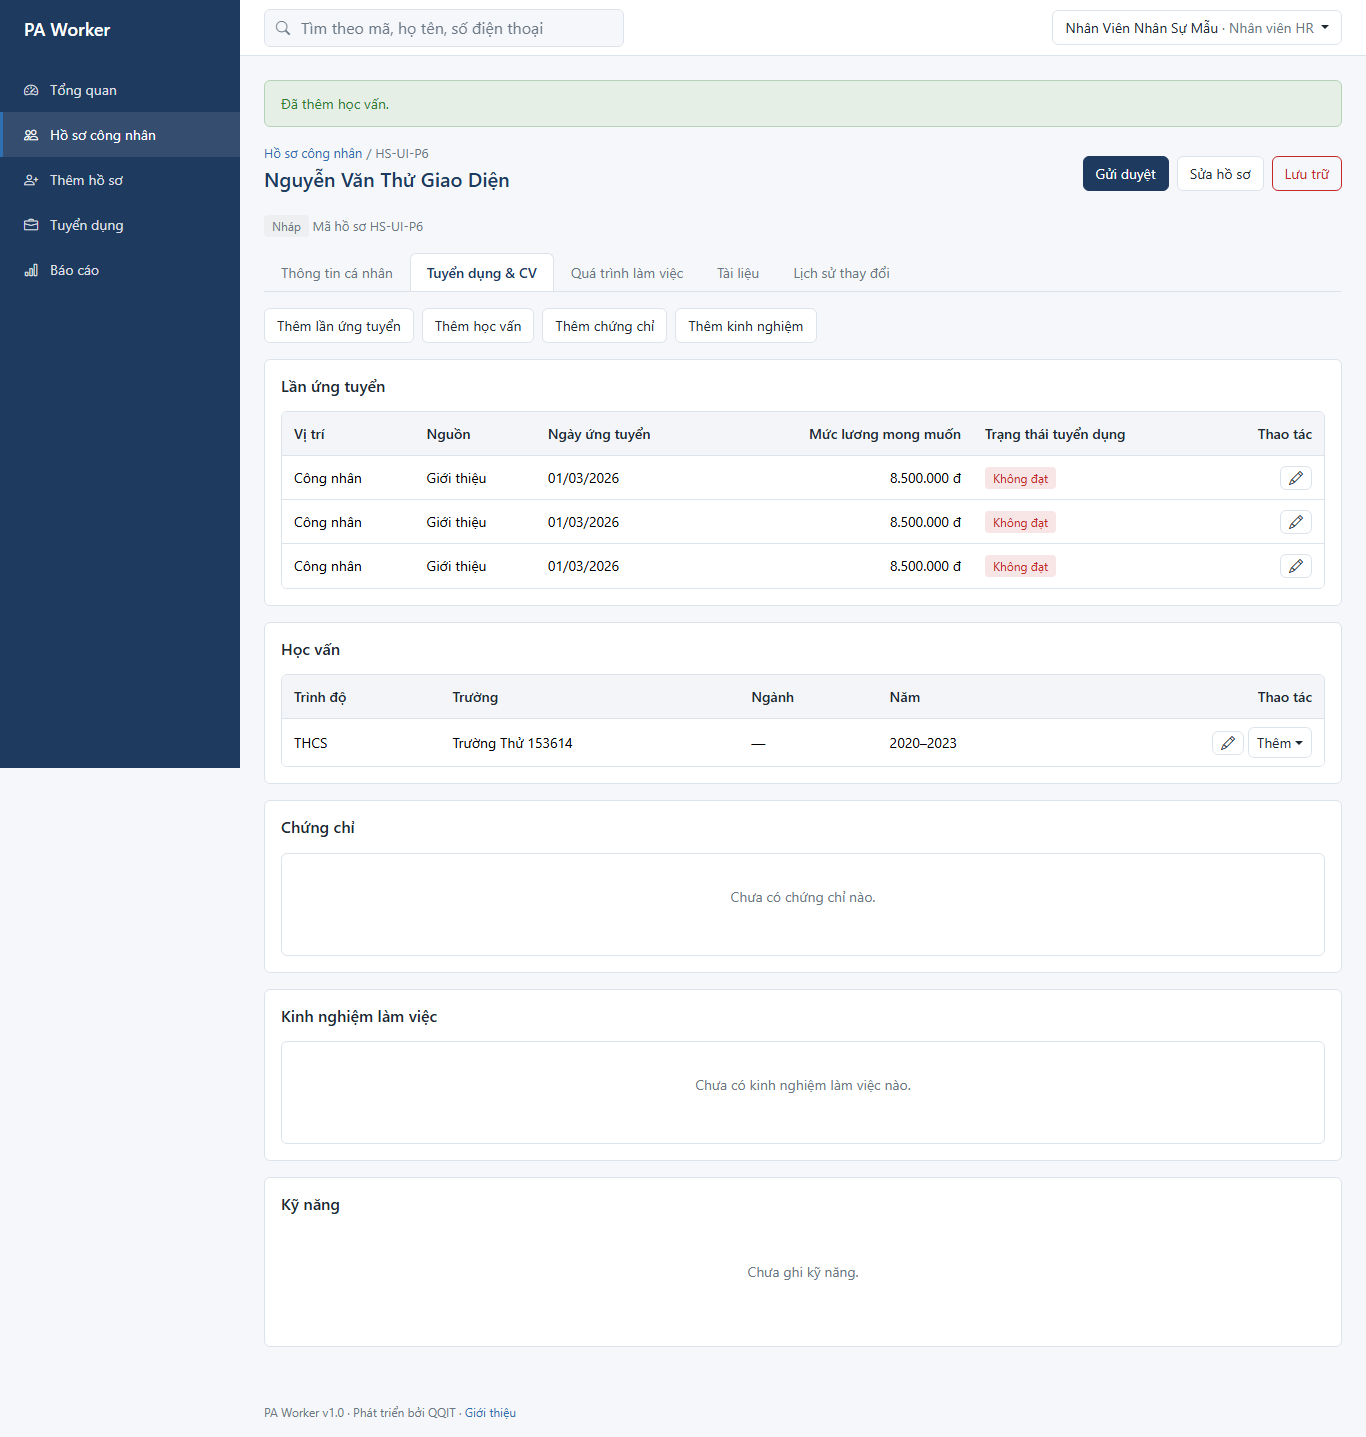 PA Worker
Tổng quan
Hồ sơ công nhân
Thêm hồ sơ
Tuyển dụng
Báo cáo
Tìm theo mã, họ tên, số điện thoại
Nhân Viên Nhân Sự Mẫu · Nhân viên HR
Đã thêm học vấn.
Hồ sơ công nhân / HS-UI-P6
Nguyễn Văn Thử Giao Diện
Gửi duyệt Sửa hồ sơ Lưu trữ
Nháp Mã hồ sơ HS-UI-P6
Thông tin cá nhân Tuyển dụng & CV Quá trình làm việc Tài liệu Lịch sử thay đổi
Thêm lần ứng tuyển Thêm học vấn Thêm chứng chỉ Thêm kinh nghiệm
Lần ứng tuyển
Vị trí Nguồn Ngày ứng tuyển Mức lương mong muốn Trạng thái tuyển dụng Thao tác
Công nhân Giới thiệu 01/03/2026 8.500.000 đ Không đạt
Công nhân Giới thiệu 01/03/2026 8.500.000 đ Không đạt
Công nhân Giới thiệu 01/03/2026 8.500.000 đ Không đạt
Học vấn
Trình độ Trường Ngành Năm Thao tác
THCS Trường Thử 153614 — 2020–2023 Thêm
Chứng chỉ
Chưa có chứng chỉ nào.
Kinh nghiệm làm việc
Chưa có kinh nghiệm làm việc nào.
Kỹ năng
Chưa ghi kỹ năng.
PA Worker v1.0 · Phát triển bởi QQIT · Giới thiệu